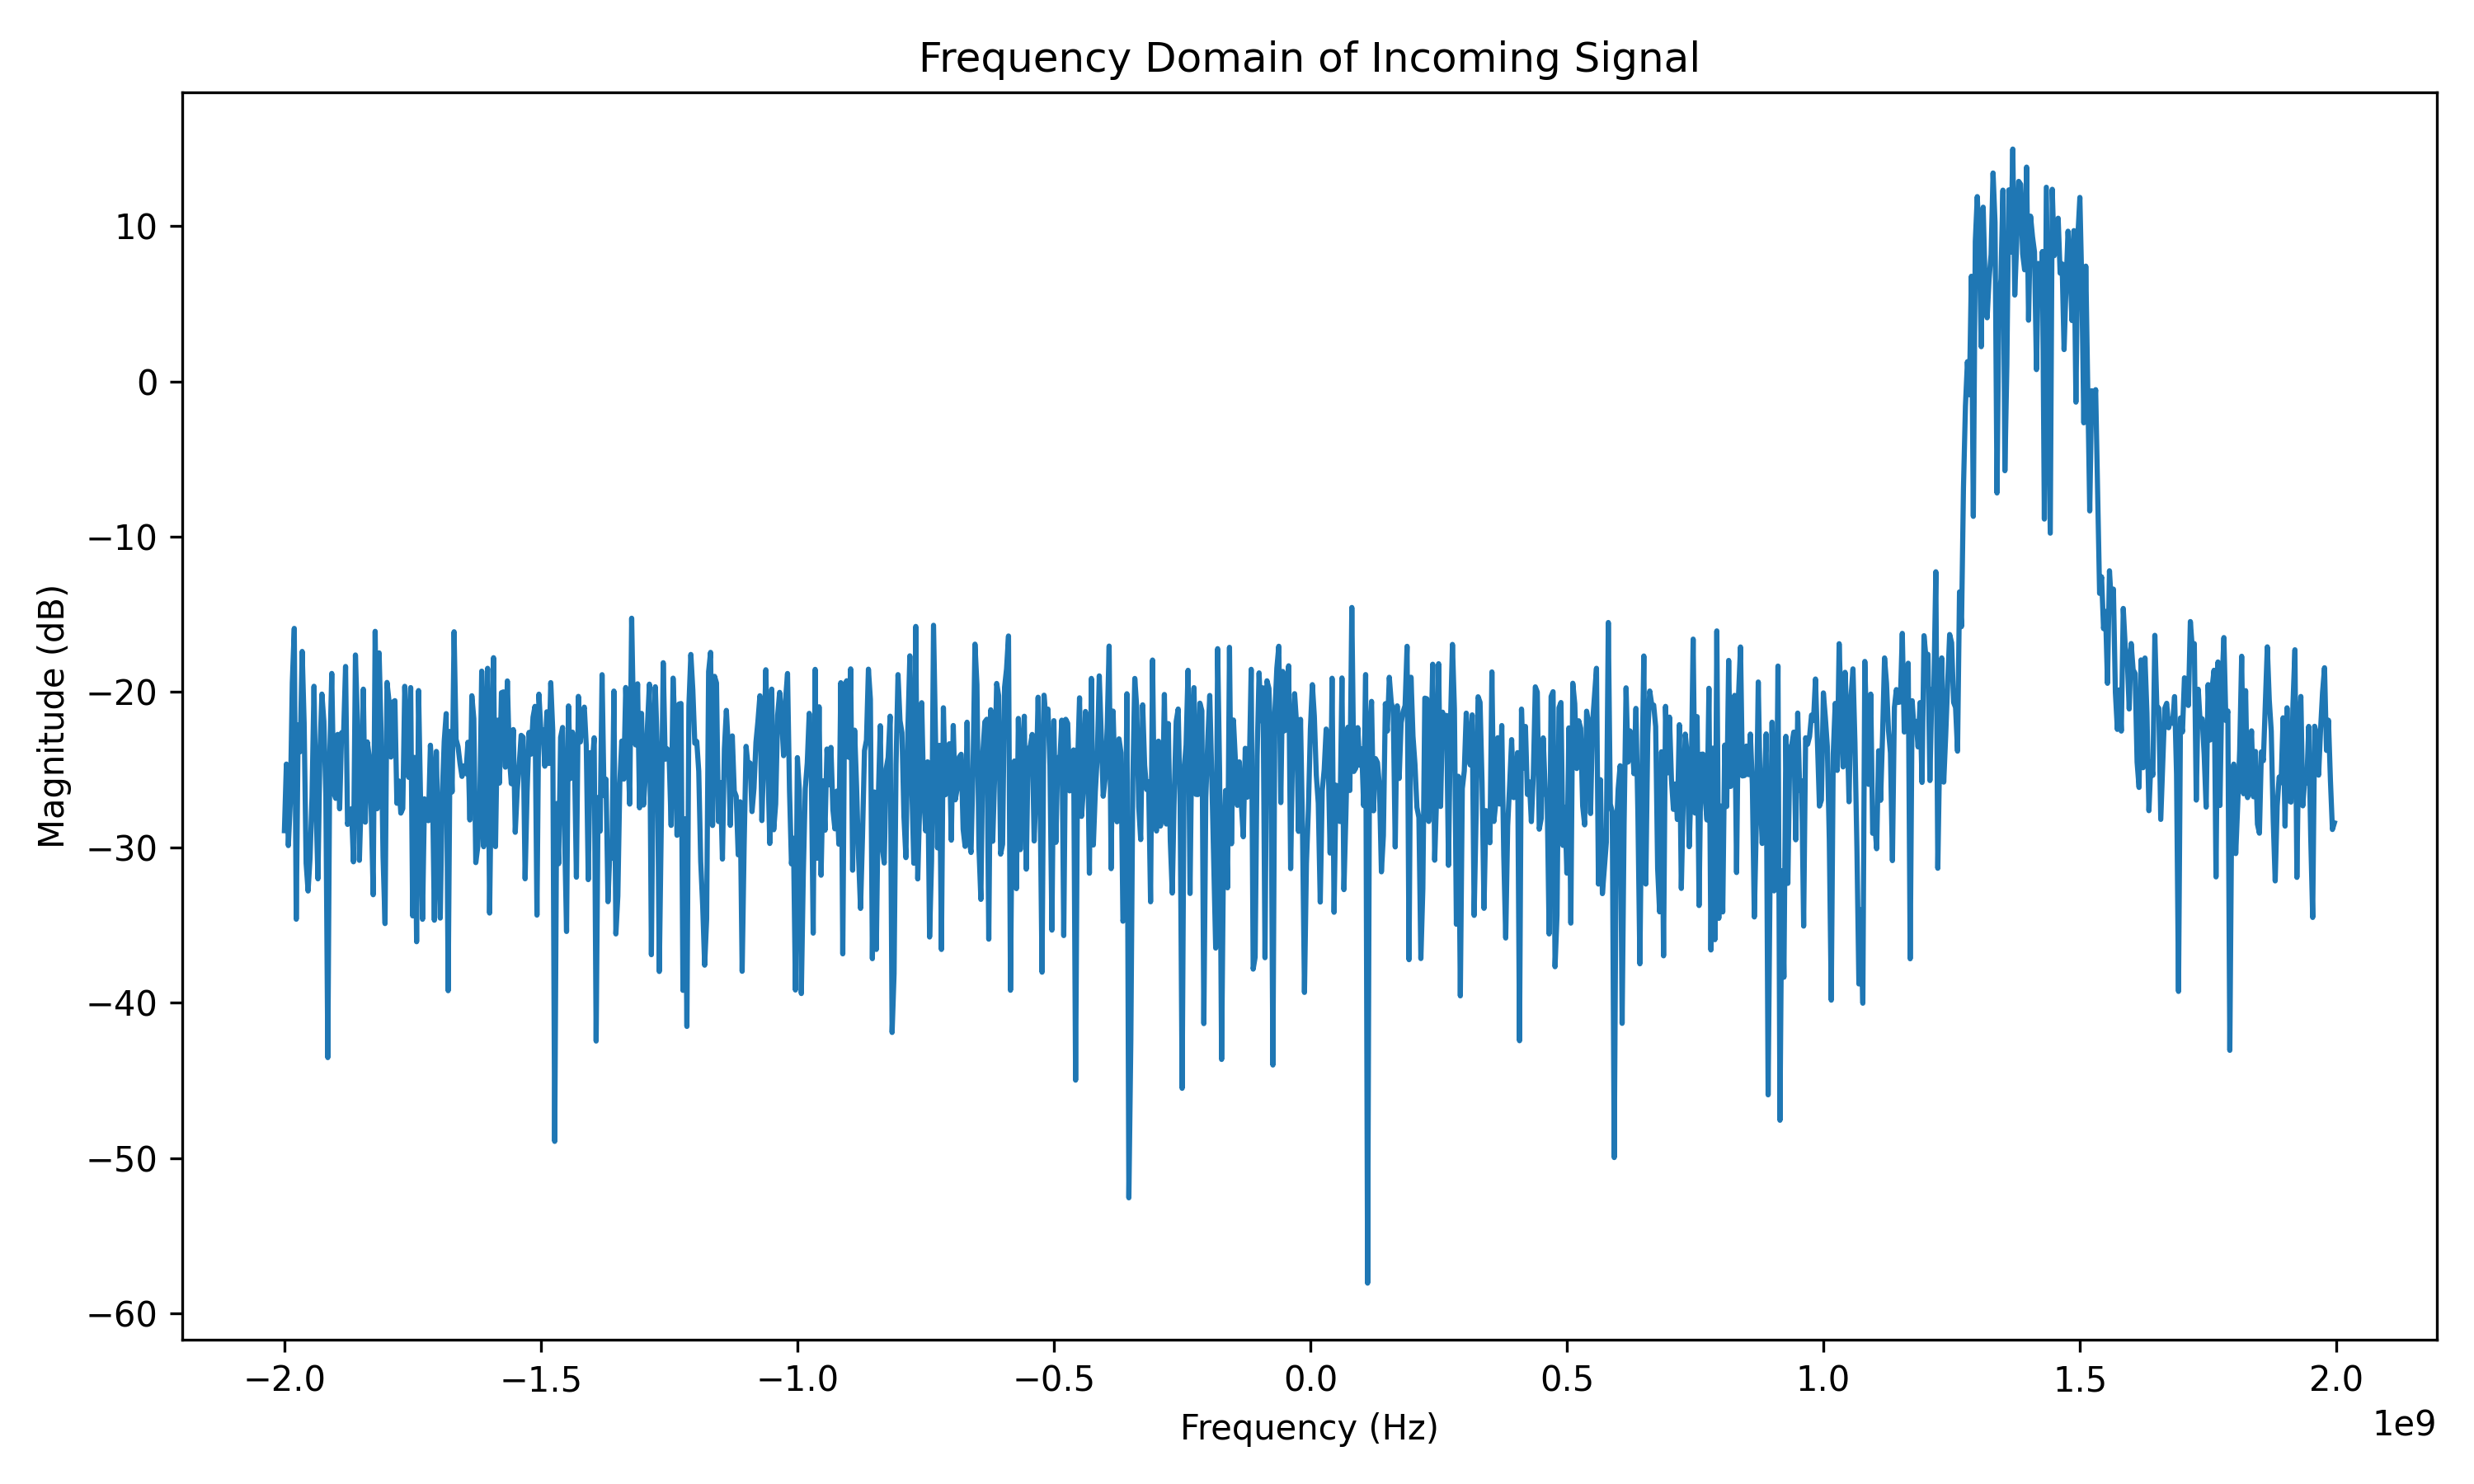 Frequency Domain of Incoming Signal
10
0
−10
−20
−30
−40
−50
−60
Magnitude (dB)
−2.0 −1.5 −1.0 −0.5 0.0 0.5 1.0 1.5 2.0
1e9
Frequency (Hz)